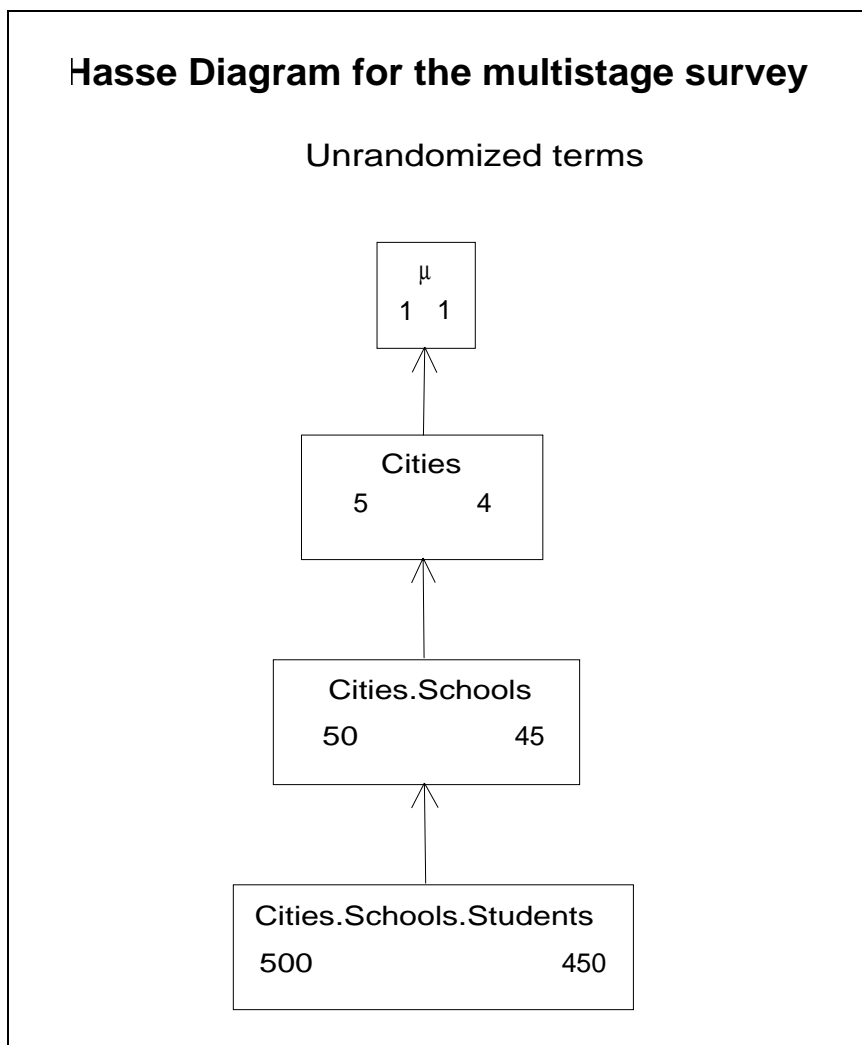 Hasse Diagram for the multistage survey
Unrandomized terms
μ
1 1
Cities
5 4
Cities.Schools
50 45
Cities.Schools.Students
500 450